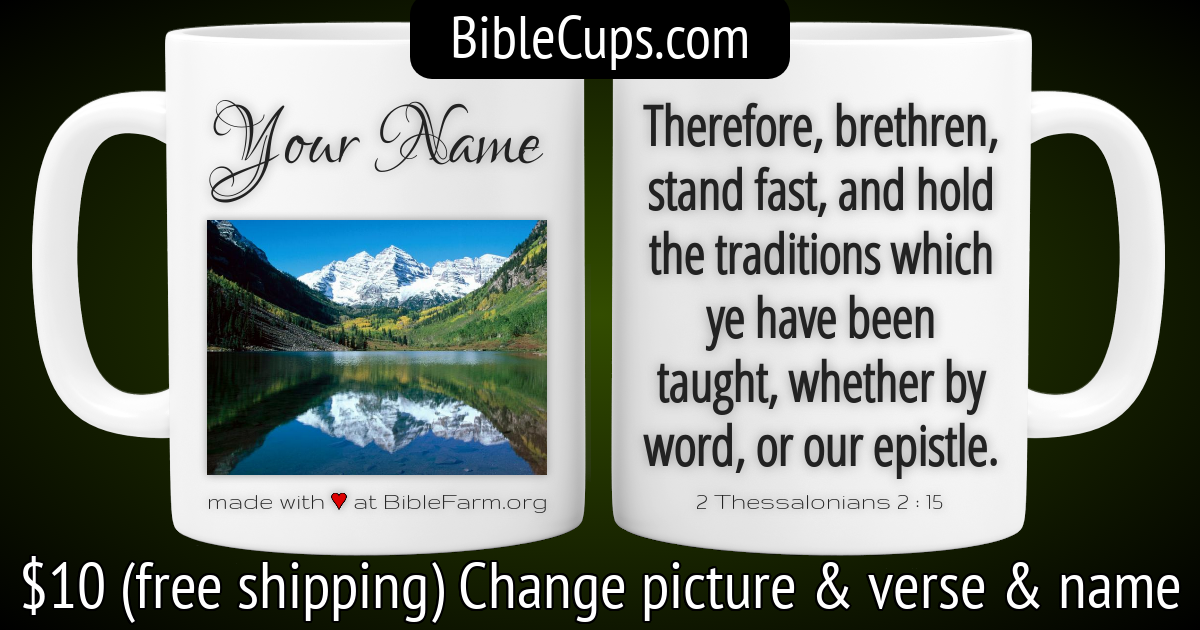 BibleCups.com
Your Name
made with ♥ at BibleFarm.org
Therefore, brethren,
stand fast, and hold
the traditions which
ye have been
taught, whether by
word, or our epistle.
2 Thessalonians 2 : 15
$10 (free shipping) Change picture & verse & name